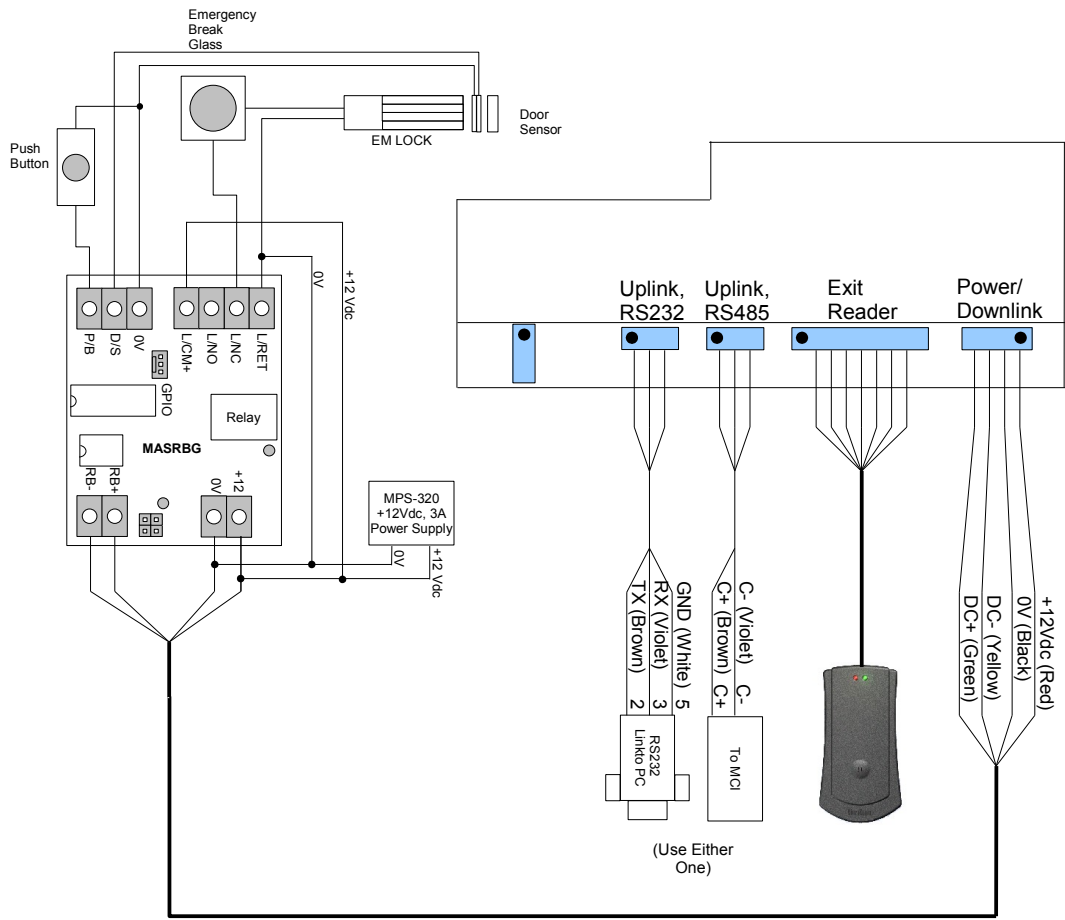 Emergency
Break
Glass
Door
Sensor
EM LOCK
Push
Button
0V
+12 Vdc
P/B
D/S
0V
L/CM+
L/NO
L/NC
L/RET
GPIO
Relay
MASRBG
RB-
RB+
0V
+12
MPS-320
+12Vdc, 3A
Power Supply
0V
+12 Vdc
Uplink,
RS232
Uplink,
RS485
Exit
Reader
Power/
Downlink
TX (Brown) 2
RX (Violet) 3
GND (White) 5
C+ (Brown) C+
C- (Violet) C-
DC+ (Green)
DC- (Yellow)
0V (Black)
+12Vdc (Red)
RS232
Linkto PC
To MCI
(Use Either
One)